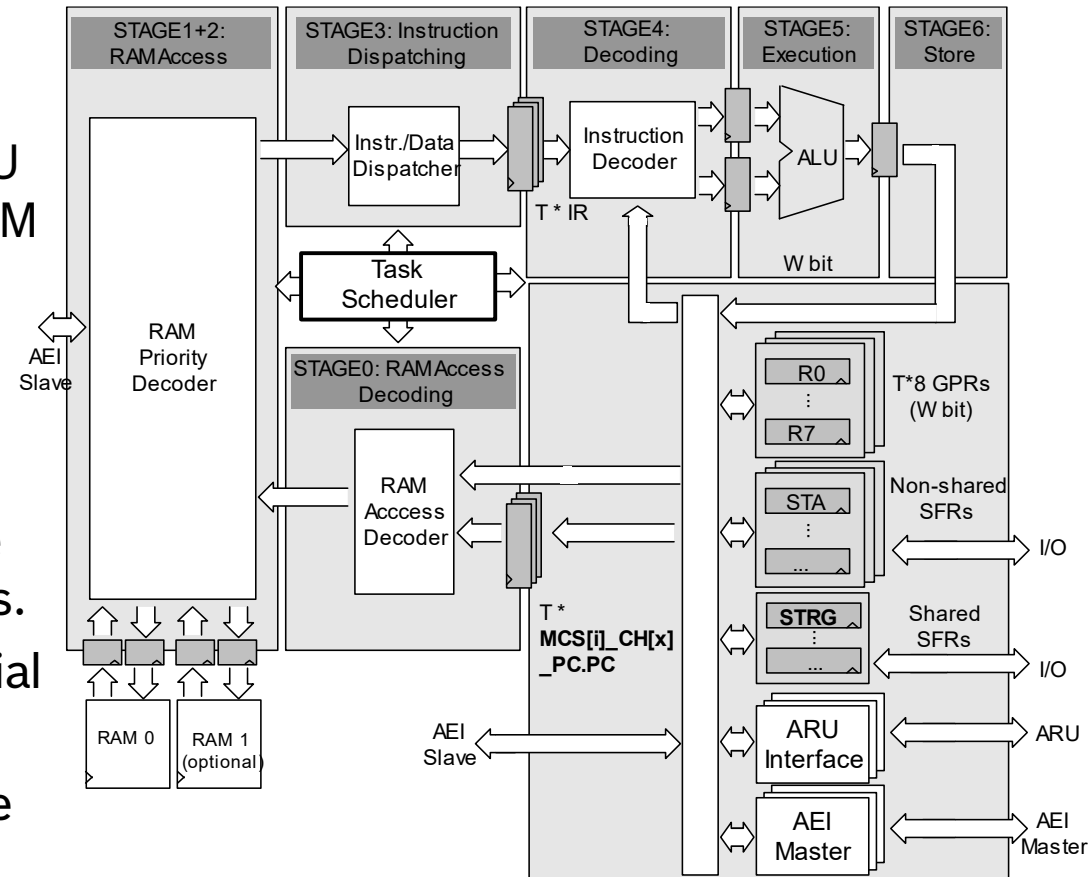 STAGE1+2:
RAMAccess
STAGE3: Instruction
Dispatching
STAGE4:
Decoding
STAGE5:
Execution
STAGE6:
Store
Instr./Data
Dispatcher
Instruction
Decoder
ALU
T * IR
W bit
Task
Scheduler
RAM
Priority
Decoder
AEI
Slave
STAGE0: RAMAccess
Decoding
RAM
Acccess
Decoder
T *
MCS[i]_CH[x]
_PC.PC
R0
⋮
R7
T*8 GPRs
(W bit)
STA
⋮
...
Non-shared
SFRs
I/O
STRG
⋮
...
Shared
SFRs
I/O
ARU
Interface
ARU
AEI
Master
AEI
Master
AEI
Slave
RAM 0
RAM 1
(optional)
U
M
s.
ial
e